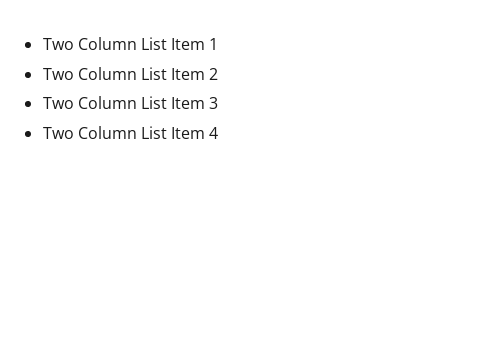 • Two Column List Item 1
• Two Column List Item 2
• Two Column List Item 3
• Two Column List Item 4